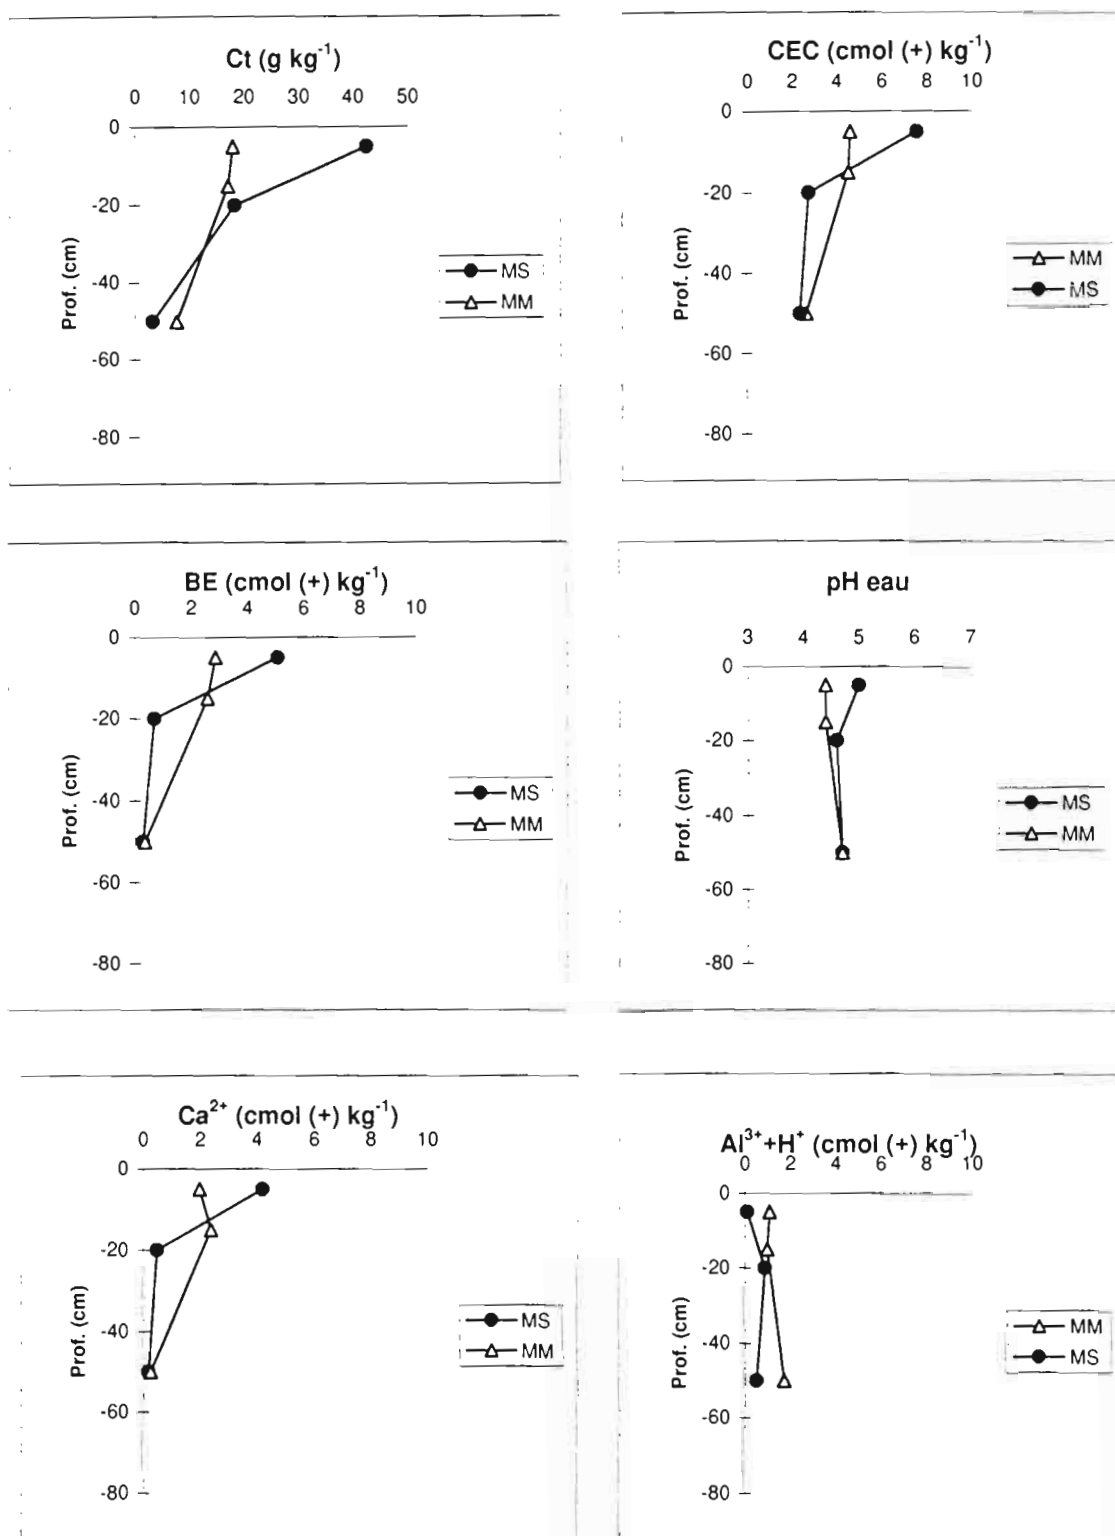 Ct (g kg⁻¹)
0 10 20 30 40 50
0
-20
-40
-60
-80
Prof. (cm)
MS
MM
CEC (cmol (+) kg⁻¹)
0 2 4 6 8 10
0
-20
-40
-60
-80
Prof. (cm)
MM
MS
BE (cmol (+) kg⁻¹)
0 2 4 6 8 10
0
-20
-40
-60
-80
Prof. (cm)
MS
MM
pH eau
3 4 5 6 7
0
-20
-40
-60
-80
Prof. (cm)
MS
MM
Ca²⁺ (cmol (+) kg⁻¹)
0 2 4 6 8 10
0
-20
-40
-60
-80
Prof. (cm)
MS
MM
Al³⁺+H⁺ (cmol (+) kg⁻¹)
0 2 4 6 8 10
0
-20
-40
-60
-80
Prof. (cm)
MM
MS